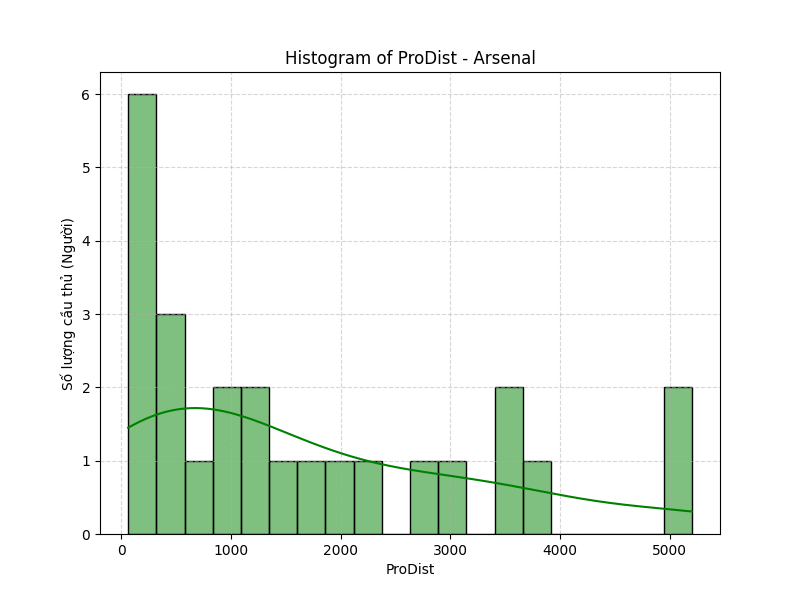 Histogram of ProDist - Arsenal
Số lượng cầu thủ (Người)
6
5
4
3
2
1
0
0 1000 2000 3000 4000 5000
ProDist